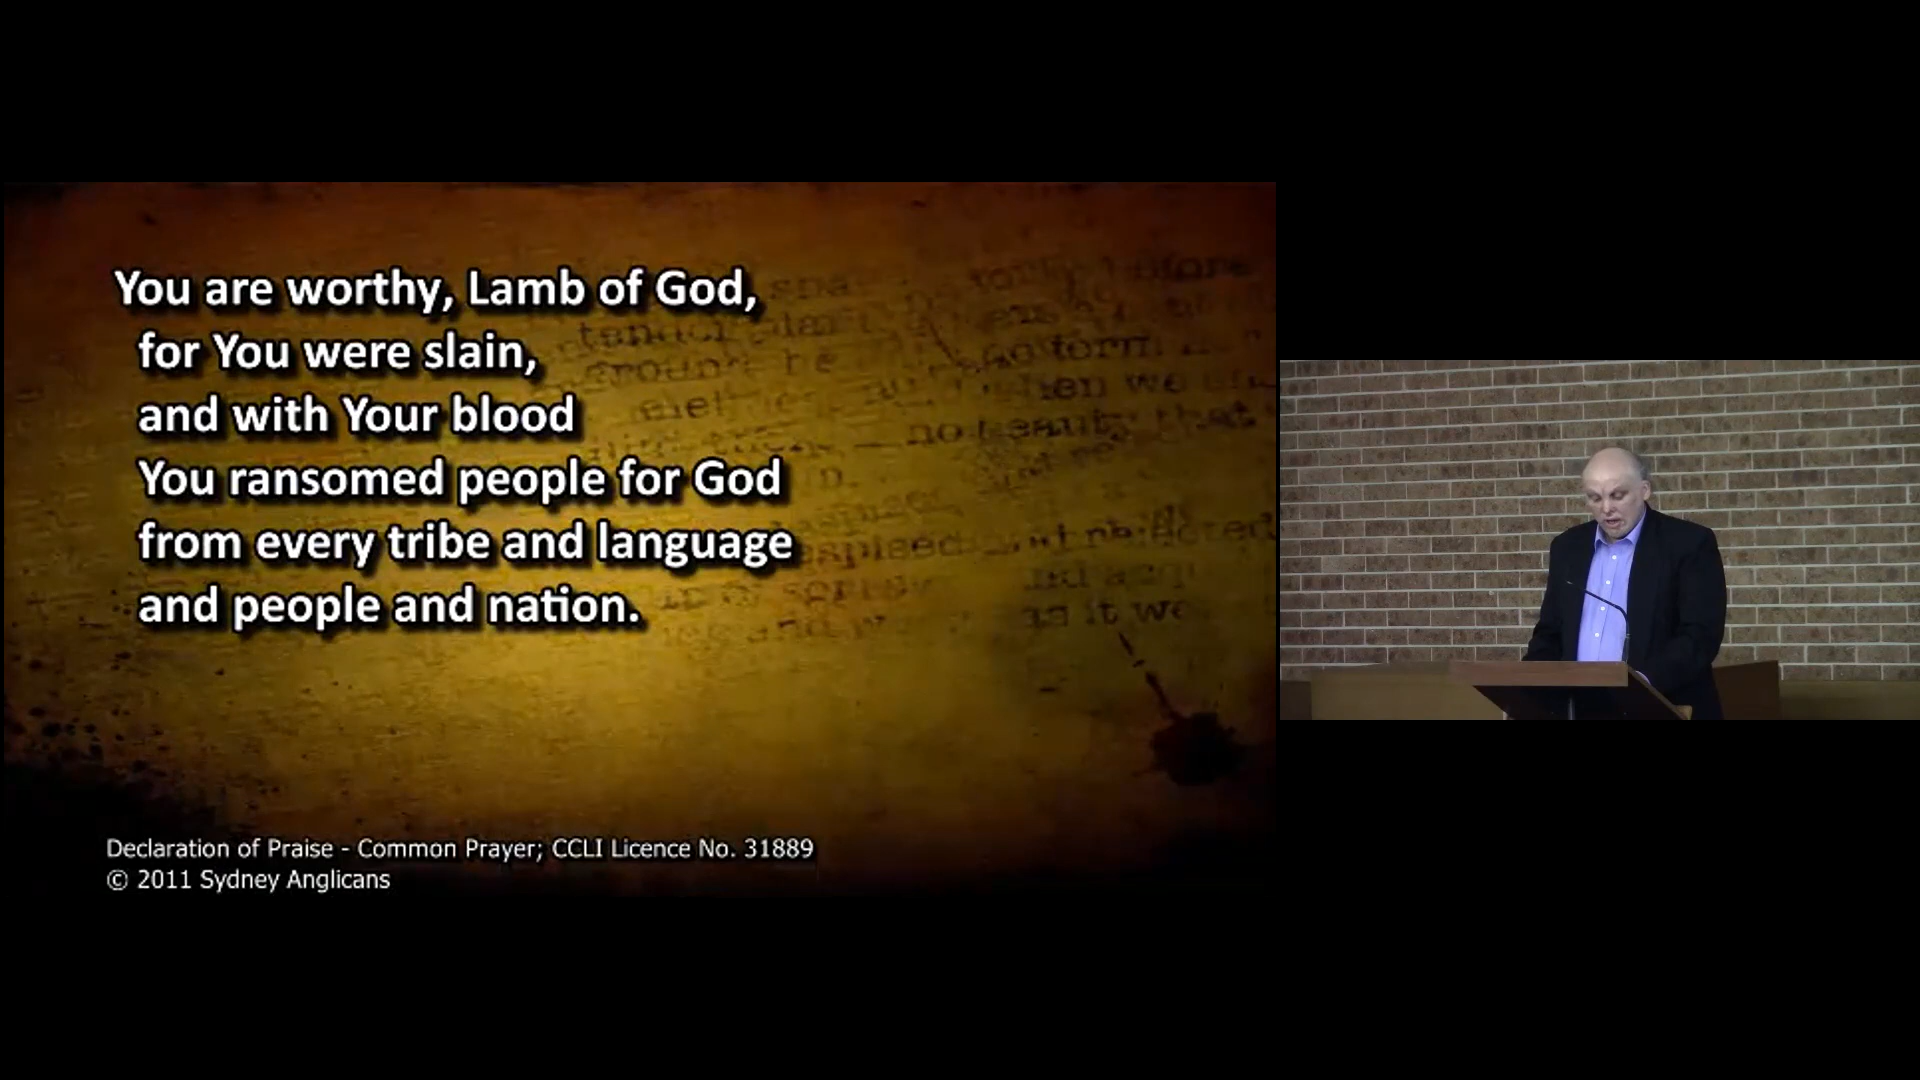 You are worthy, Lamb of God,
for You were slain,
and with Your blood
You ransomed people for God
from every tribe and language
and people and nation.
Declaration of Praise - Common Prayer; CCLI Licence No. 31889
© 2011 Sydney Anglicans